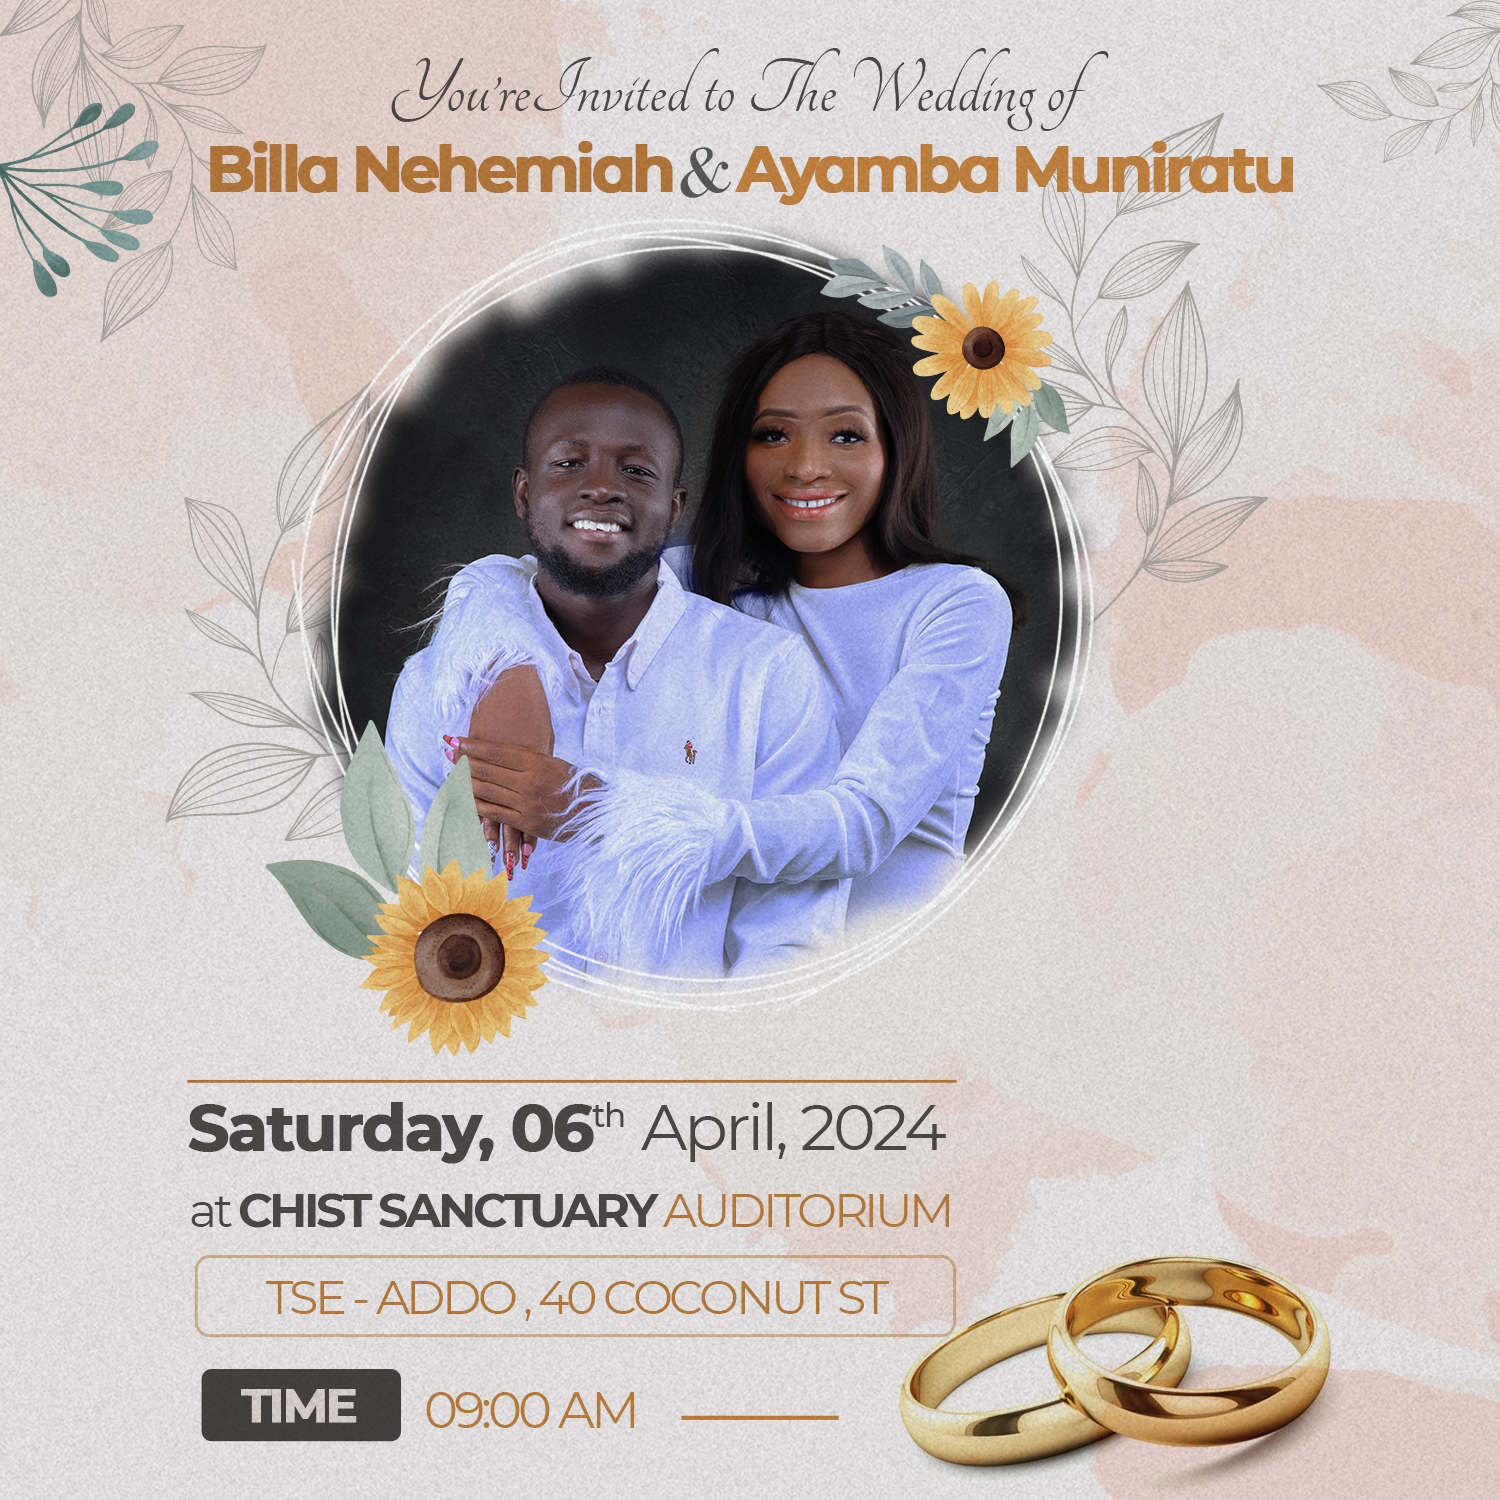 You're Invited to The Wedding of
Billa Nehemiah & Ayamba Muniratu
Saturday, 06th April, 2024
at CHIST SANCTUARY AUDITORIUM
TSE - ADDO , 40 COCONUT ST
TIME 09:00 AM